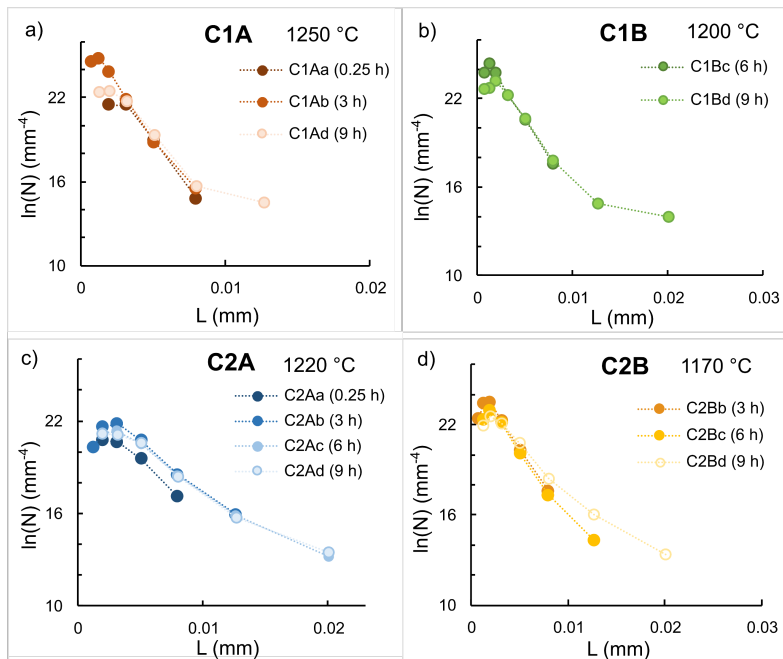 a)
C1A
1250 °C
C1Aa (0.25 h)
C1Ab (3 h)
C1Ad (9 h)
ln(N) (mm-4)
22
16
10
0
0.01
0.02
L (mm)
b)
C1B
1200 °C
C1Bc (6 h)
C1Bd (9 h)
ln(N) (mm-4)
22
16
10
0
0.01
0.02
0.03
L (mm)
c)
C2A
1220 °C
C2Aa (0.25 h)
C2Ab (3 h)
C2Ac (6 h)
C2Ad (9 h)
ln(N) (mm-4)
22
16
10
0
0.01
0.02
L (mm)
d)
C2B
1170 °C
C2Bb (3 h)
C2Bc (6 h)
C2Bd (9 h)
ln(N) (mm-4)
22
16
10
0
0.01
0.02
0.03
L (mm)